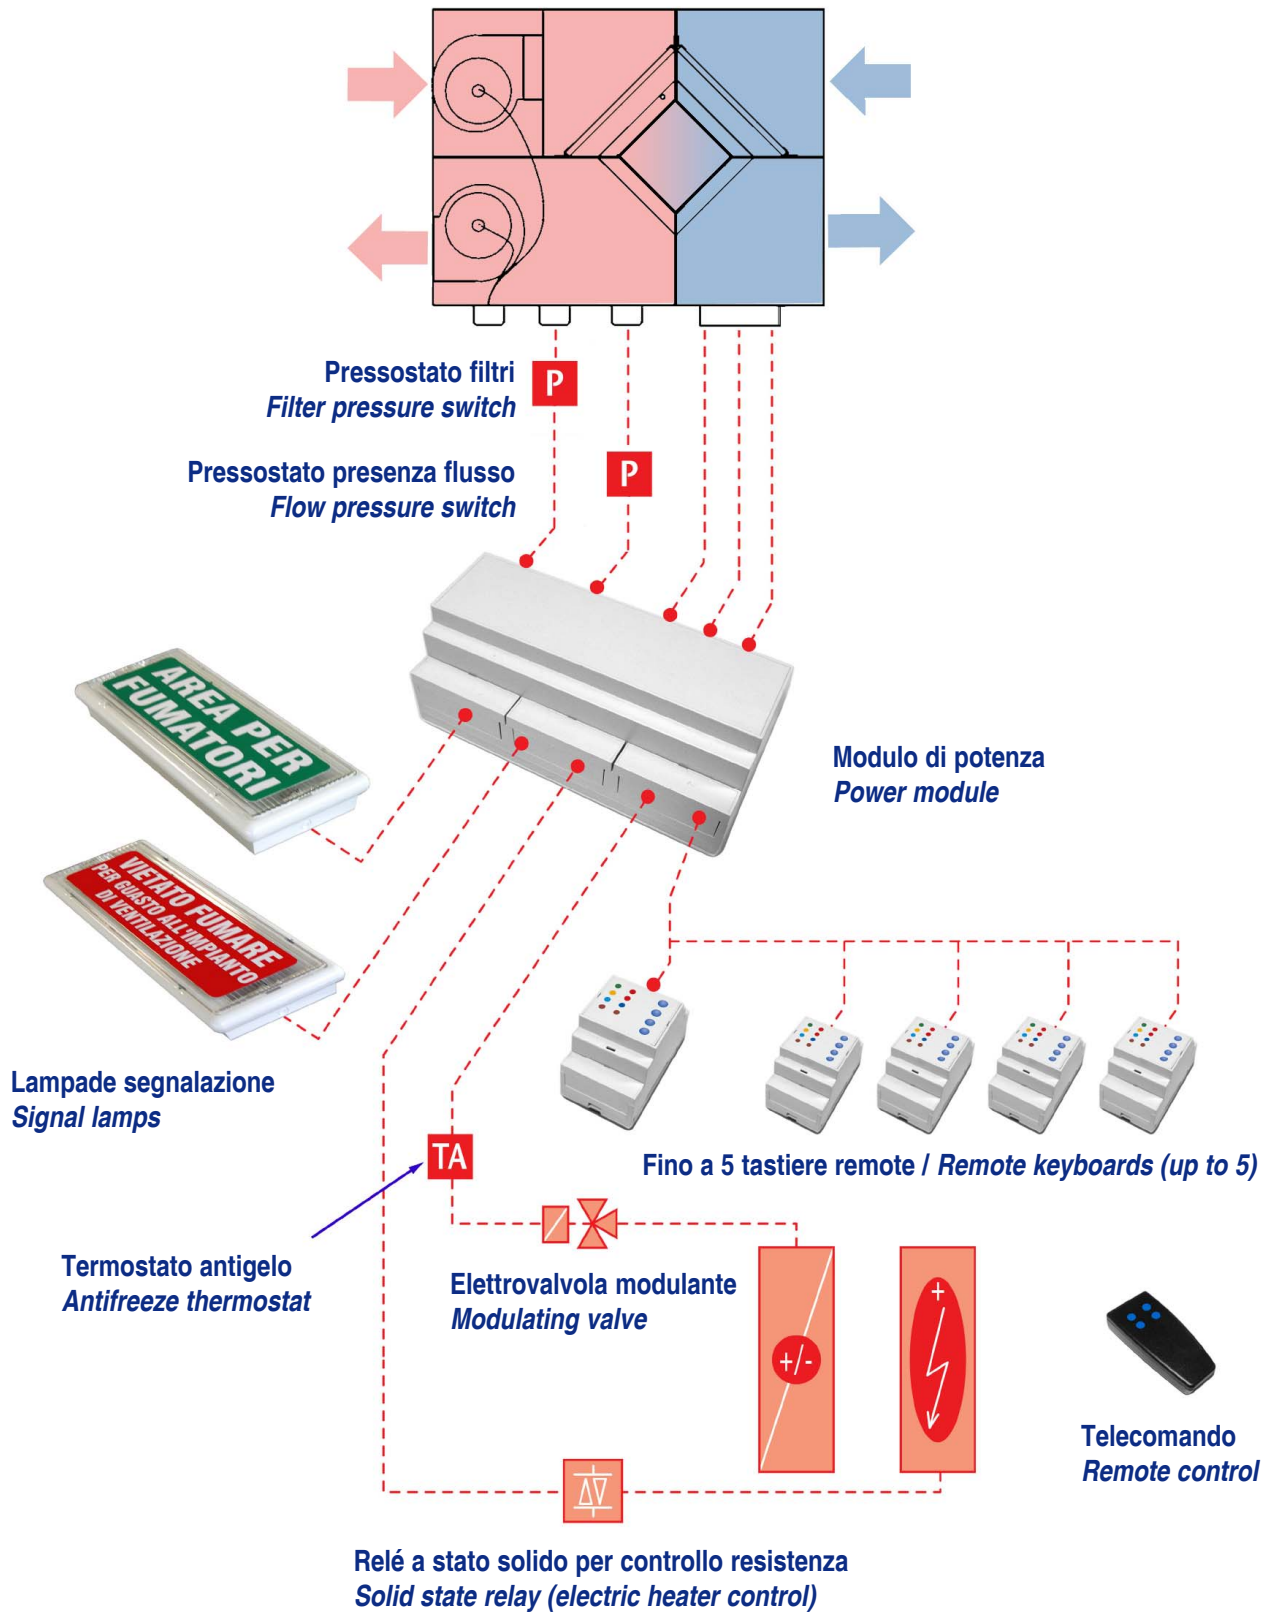 Pressostato filtri
Filter pressure switch
P
Pressostato presenza flusso
Flow pressure switch
P
AREA PER
FUMATORI
Modulo di potenza
Power module
VIETATO FUMARE
PER GUASTO ALL'IMPIANTO
DI VENTILAZIONE
Lampade segnalazione
Signal lamps
TA
Fino a 5 tastiere remote / Remote keyboards (up to 5)
Termostato antigelo
Antifreeze thermostat
Elettrovalvola modulante
Modulating valve
+/-
+
Telecomando
Remote control
Relé a stato solido per controllo resistenza
Solid state relay (electric heater control)